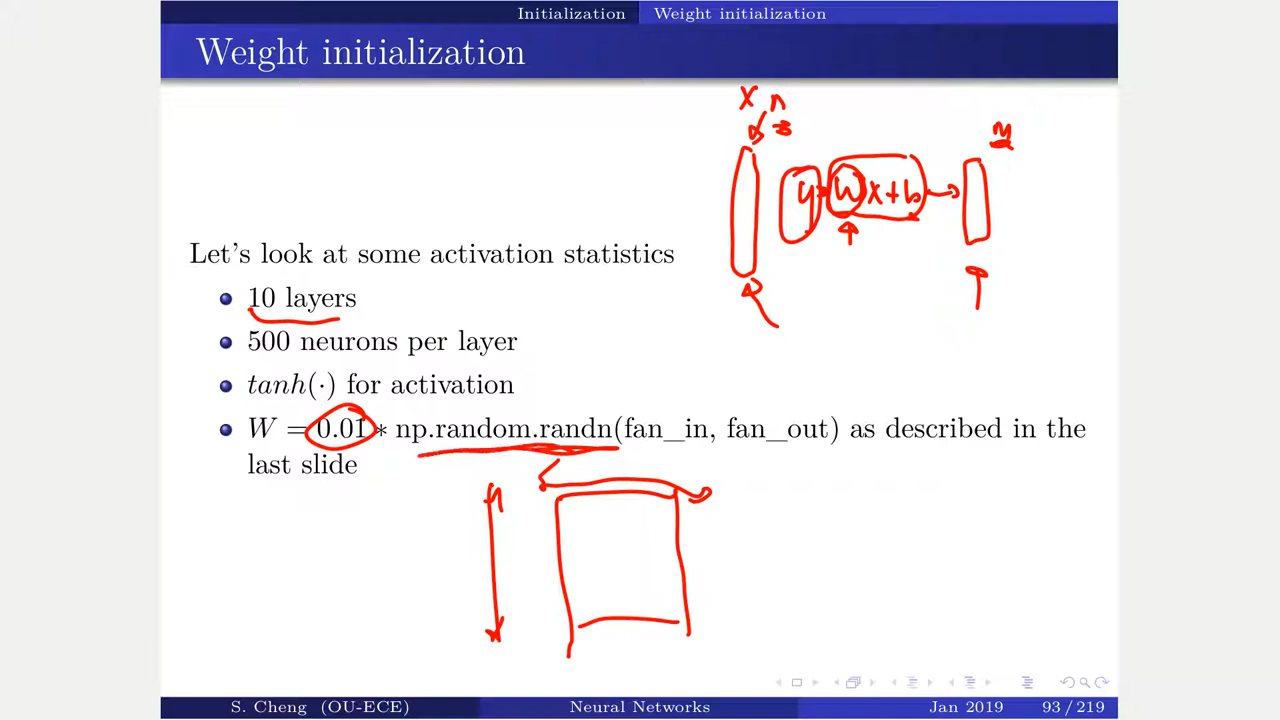 Initialization Weight initialization
Weight initialization
X n
y = Wx+b
Let's look at some activation statistics
10 layers
500 neurons per layer
tanh(·) for activation
W = 0.01 ∗ np.random.randn(fan_in, fan_out) as described in the
last slide
S. Cheng (OU-ECE) Neural Networks Jan 2019 93 / 219